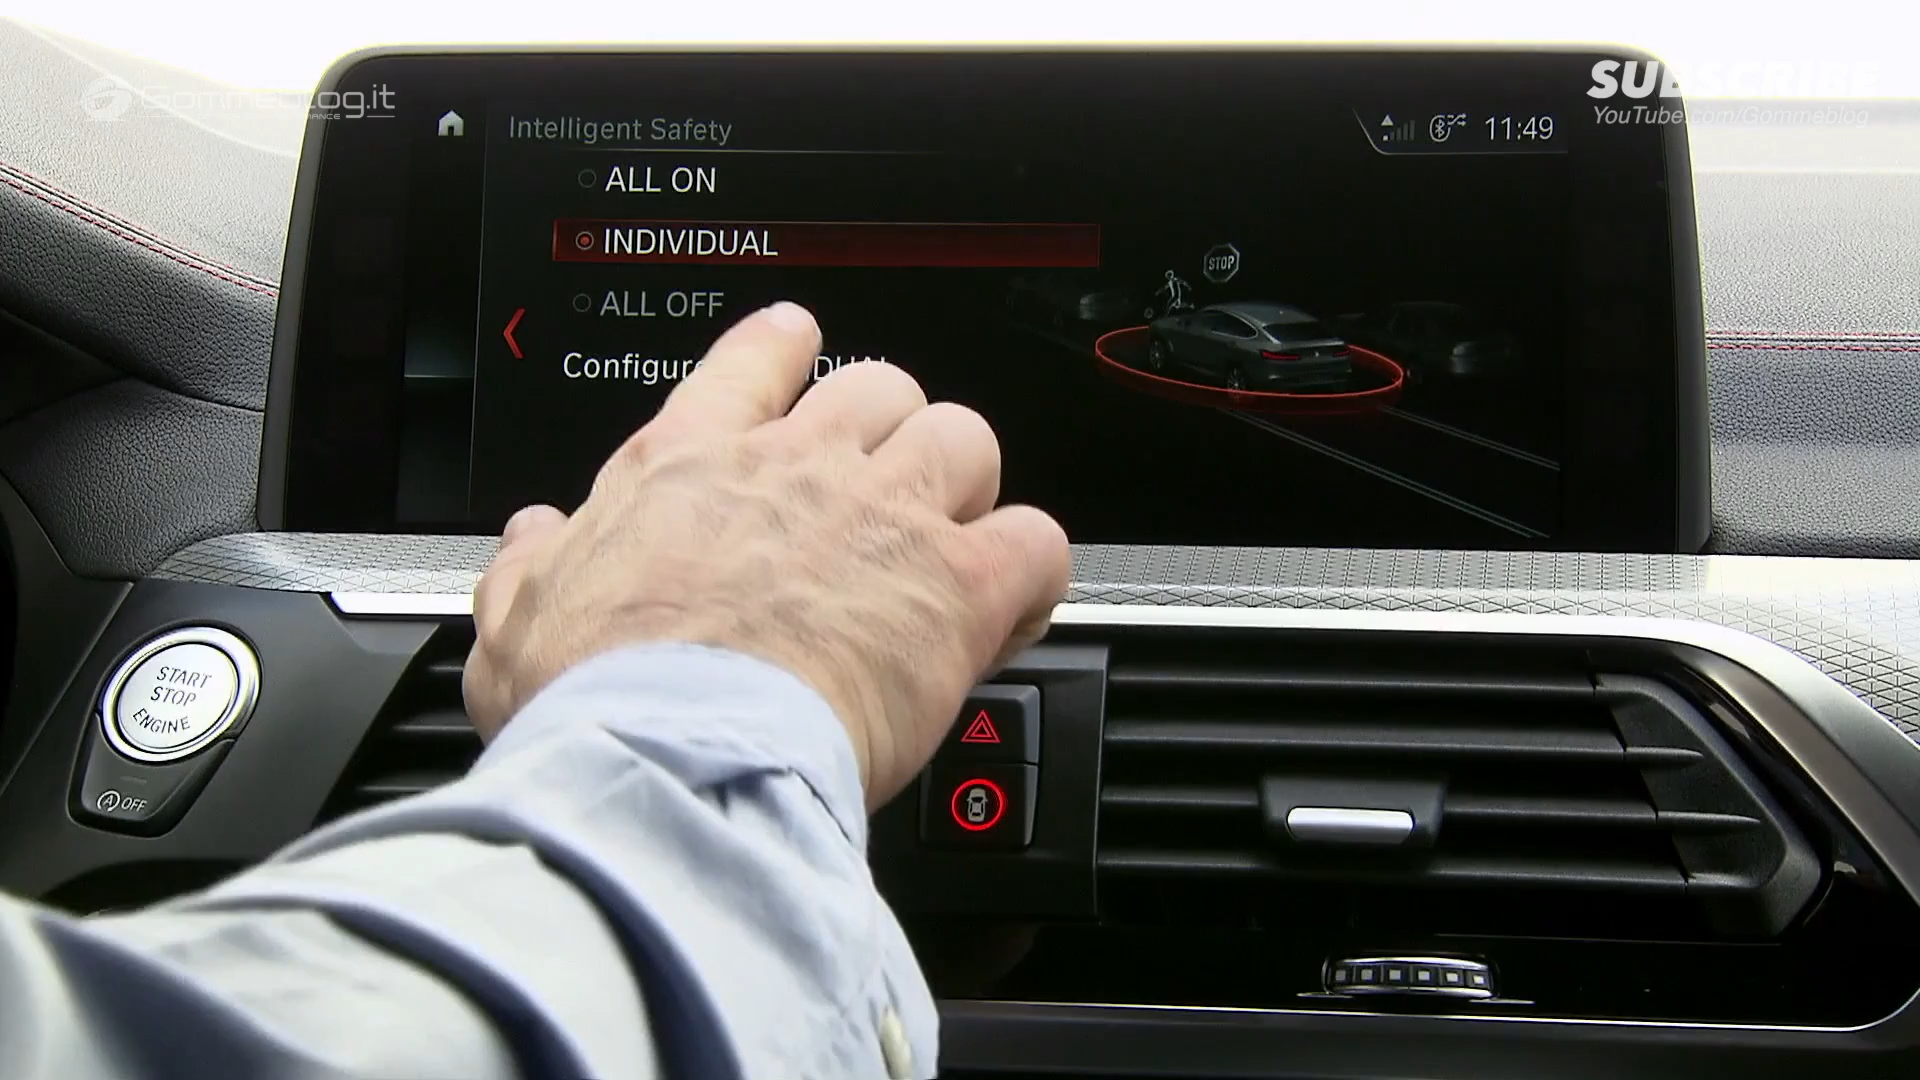 Gommeblog.it
SUBSCRIBE
YouTube.com/Gommeblog
Intelligent Safety
11:49
ALL ON
INDIVIDUAL
STOP
ALL OFF
START
STOP
ENGINE
A OFF